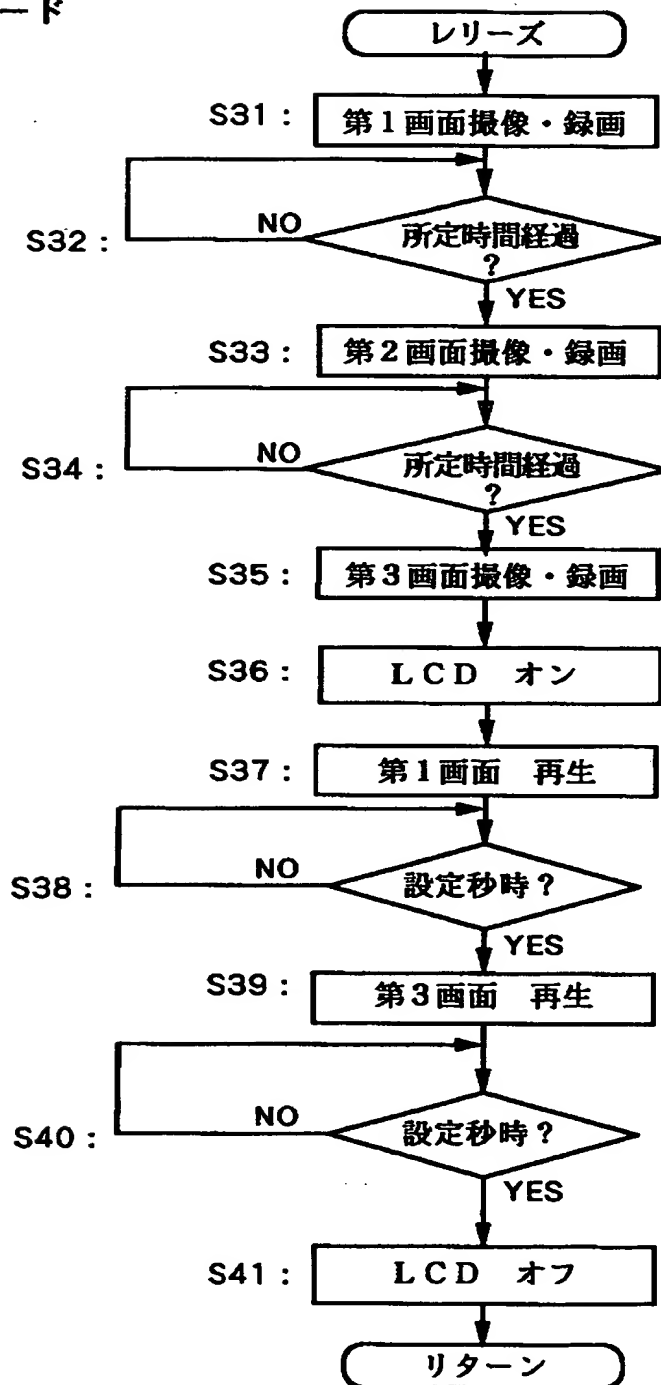 ード
レリーズ
S31: 第1画面撮像・録画
S32: NO 所定時間経過
?
YES
S33: 第2画面撮像・録画
S34: NO 所定時間経過
?
YES
S35: 第3画面撮像・録画
S36: LCD オン
S37: 第1画面 再生
S38: NO 設定秒時?
YES
S39: 第3画面 再生
S40: NO 設定秒時?
YES
S41: LCD オフ
リターン